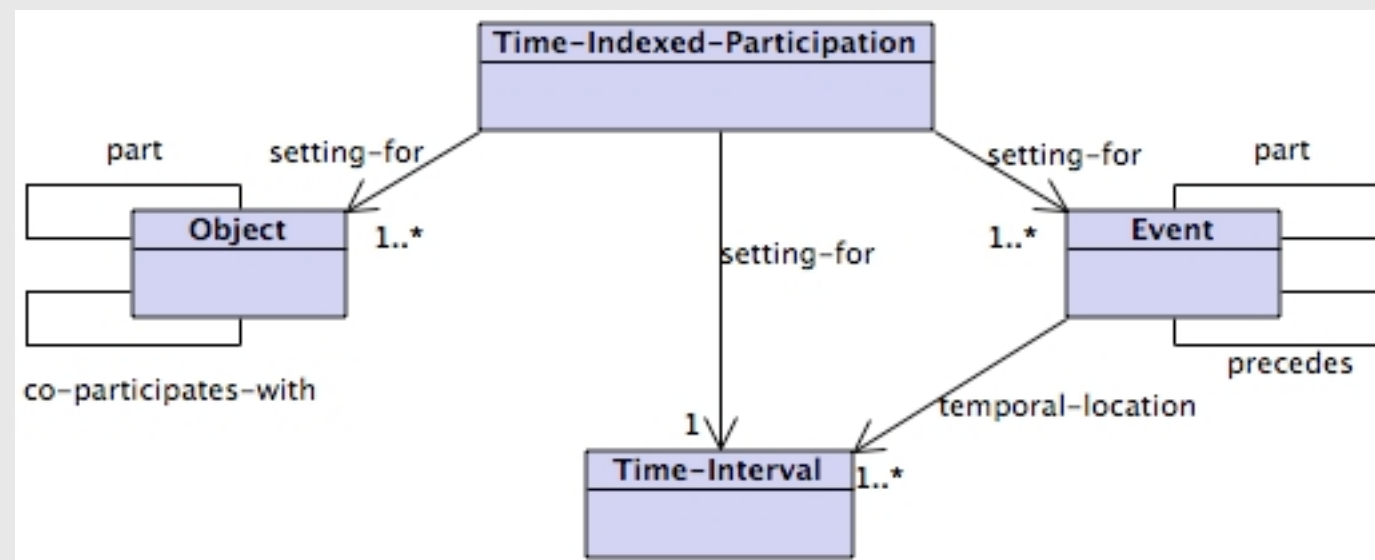 Time-Indexed-Participation
part
setting-for
setting-for
part
Object
1..*
setting-for
1..*
Event
co-participates-with
precedes
temporal-location
1
Time-Interval
1..*